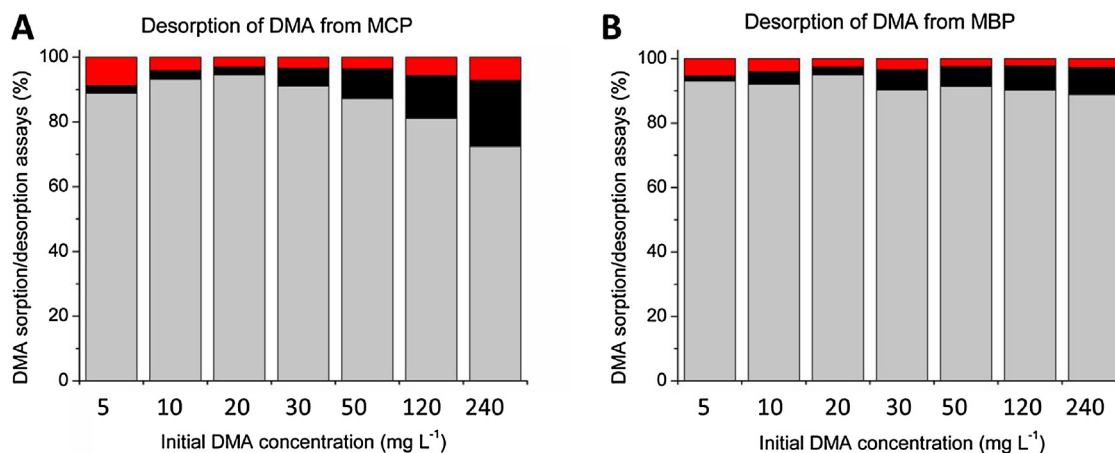 A
Desorption of DMA from MCP
DMA sorption/desorption assays (%)
100
80
60
40
20
0
5 10 20 30 50 120 240
Initial DMA concentration (mg L⁻¹)
B
Desorption of DMA from MBP
DMA sorption/desorption assays (%)
100
80
60
40
20
0
5 10 20 30 50 120 240
Initial DMA concentration (mg L⁻¹)